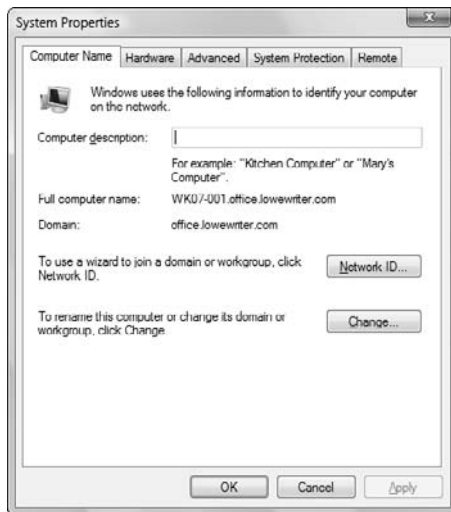 System Properties
Computer Name Hardware Advanced System Protection Remote
Windows uses the following information to identify your computer
on the network.
Computer description:
For example: "Kitchen Computer" or "Mary's
Computer".
Full computer name: WK07-001.office.lowewriter.com
Domain: office.lowewriter.com
To use a wizard to join a domain or workgroup, click
Network ID.
Network ID...
To rename this computer or change its domain or
workgroup, click Change.
Change...
OK Cancel Apply